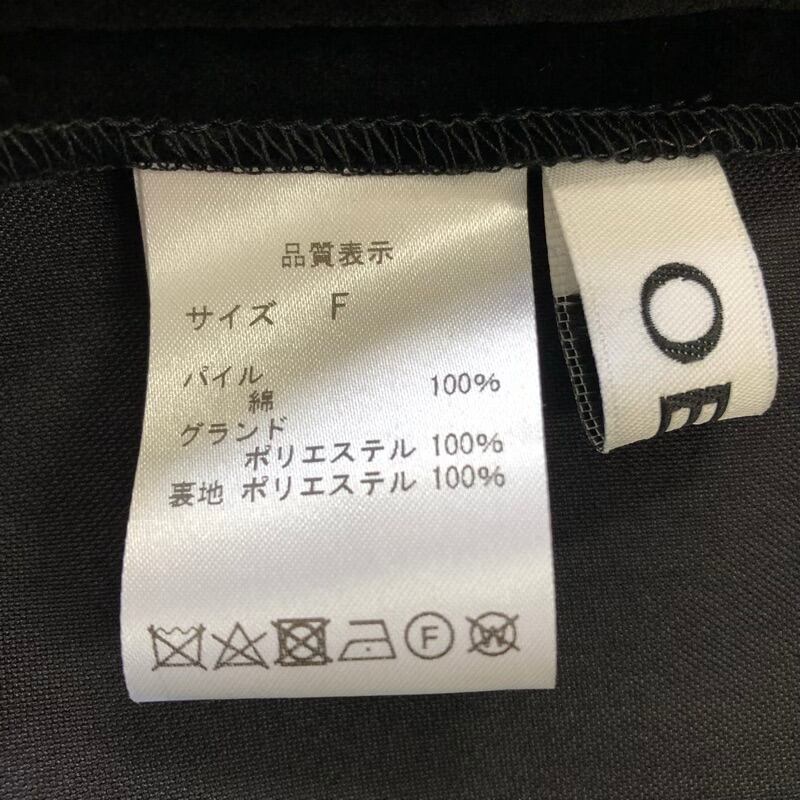 品質表示
サイズ F
パイル
綿 100%
グランド
ポリエステル 100%
裏地 ポリエステル 100%
F W
O